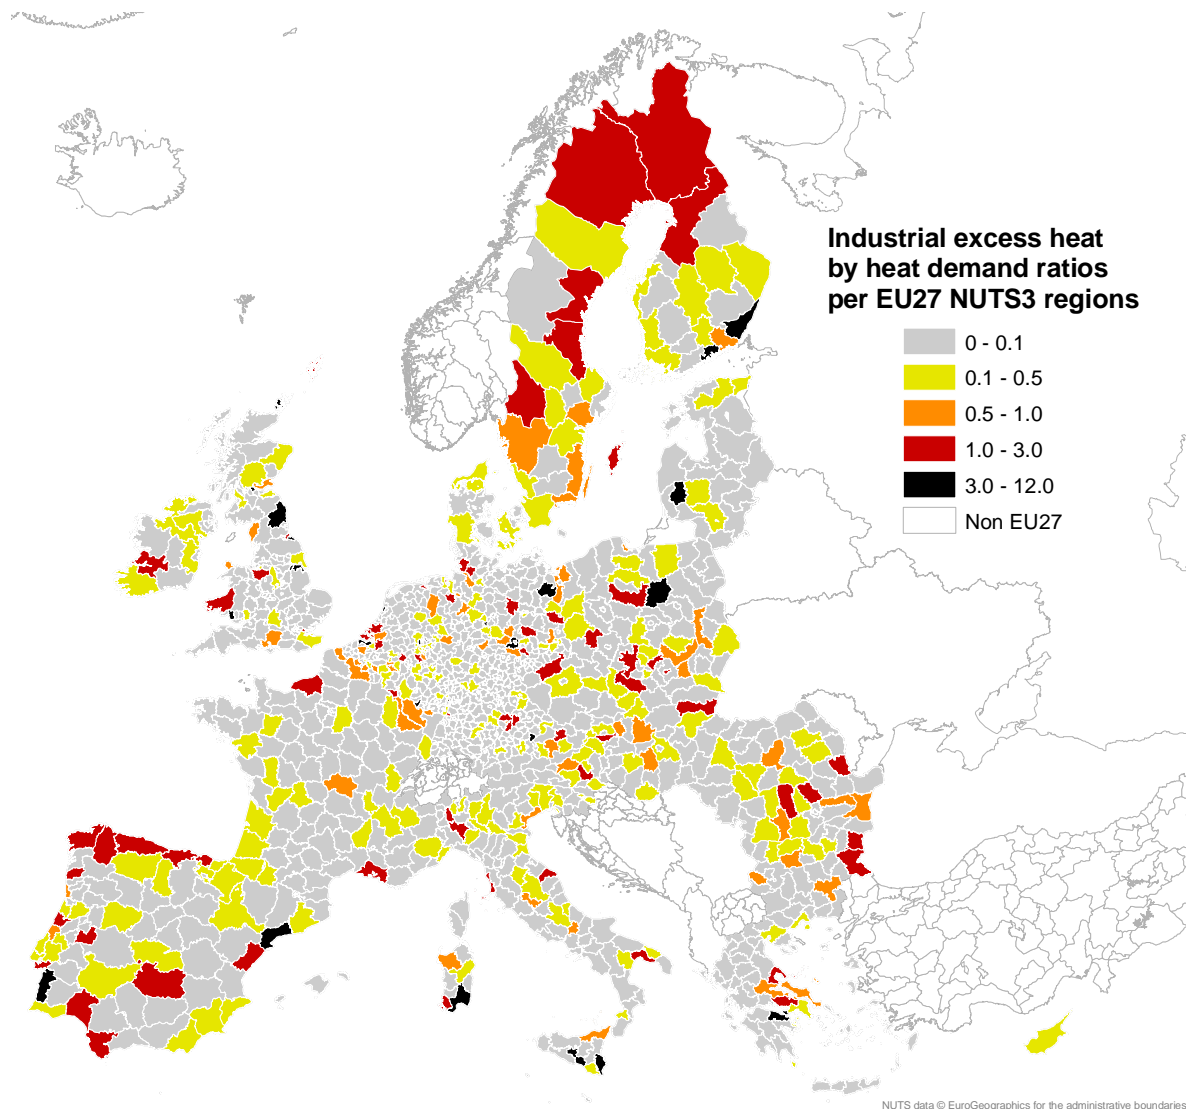 Industrial excess heat
by heat demand ratios
per EU27 NUTS3 regions
0 - 0.1
0.1 - 0.5
0.5 - 1.0
1.0 - 3.0
3.0 - 12.0
Non EU27
NUTS data © EuroGeographics for the administrative boundaries